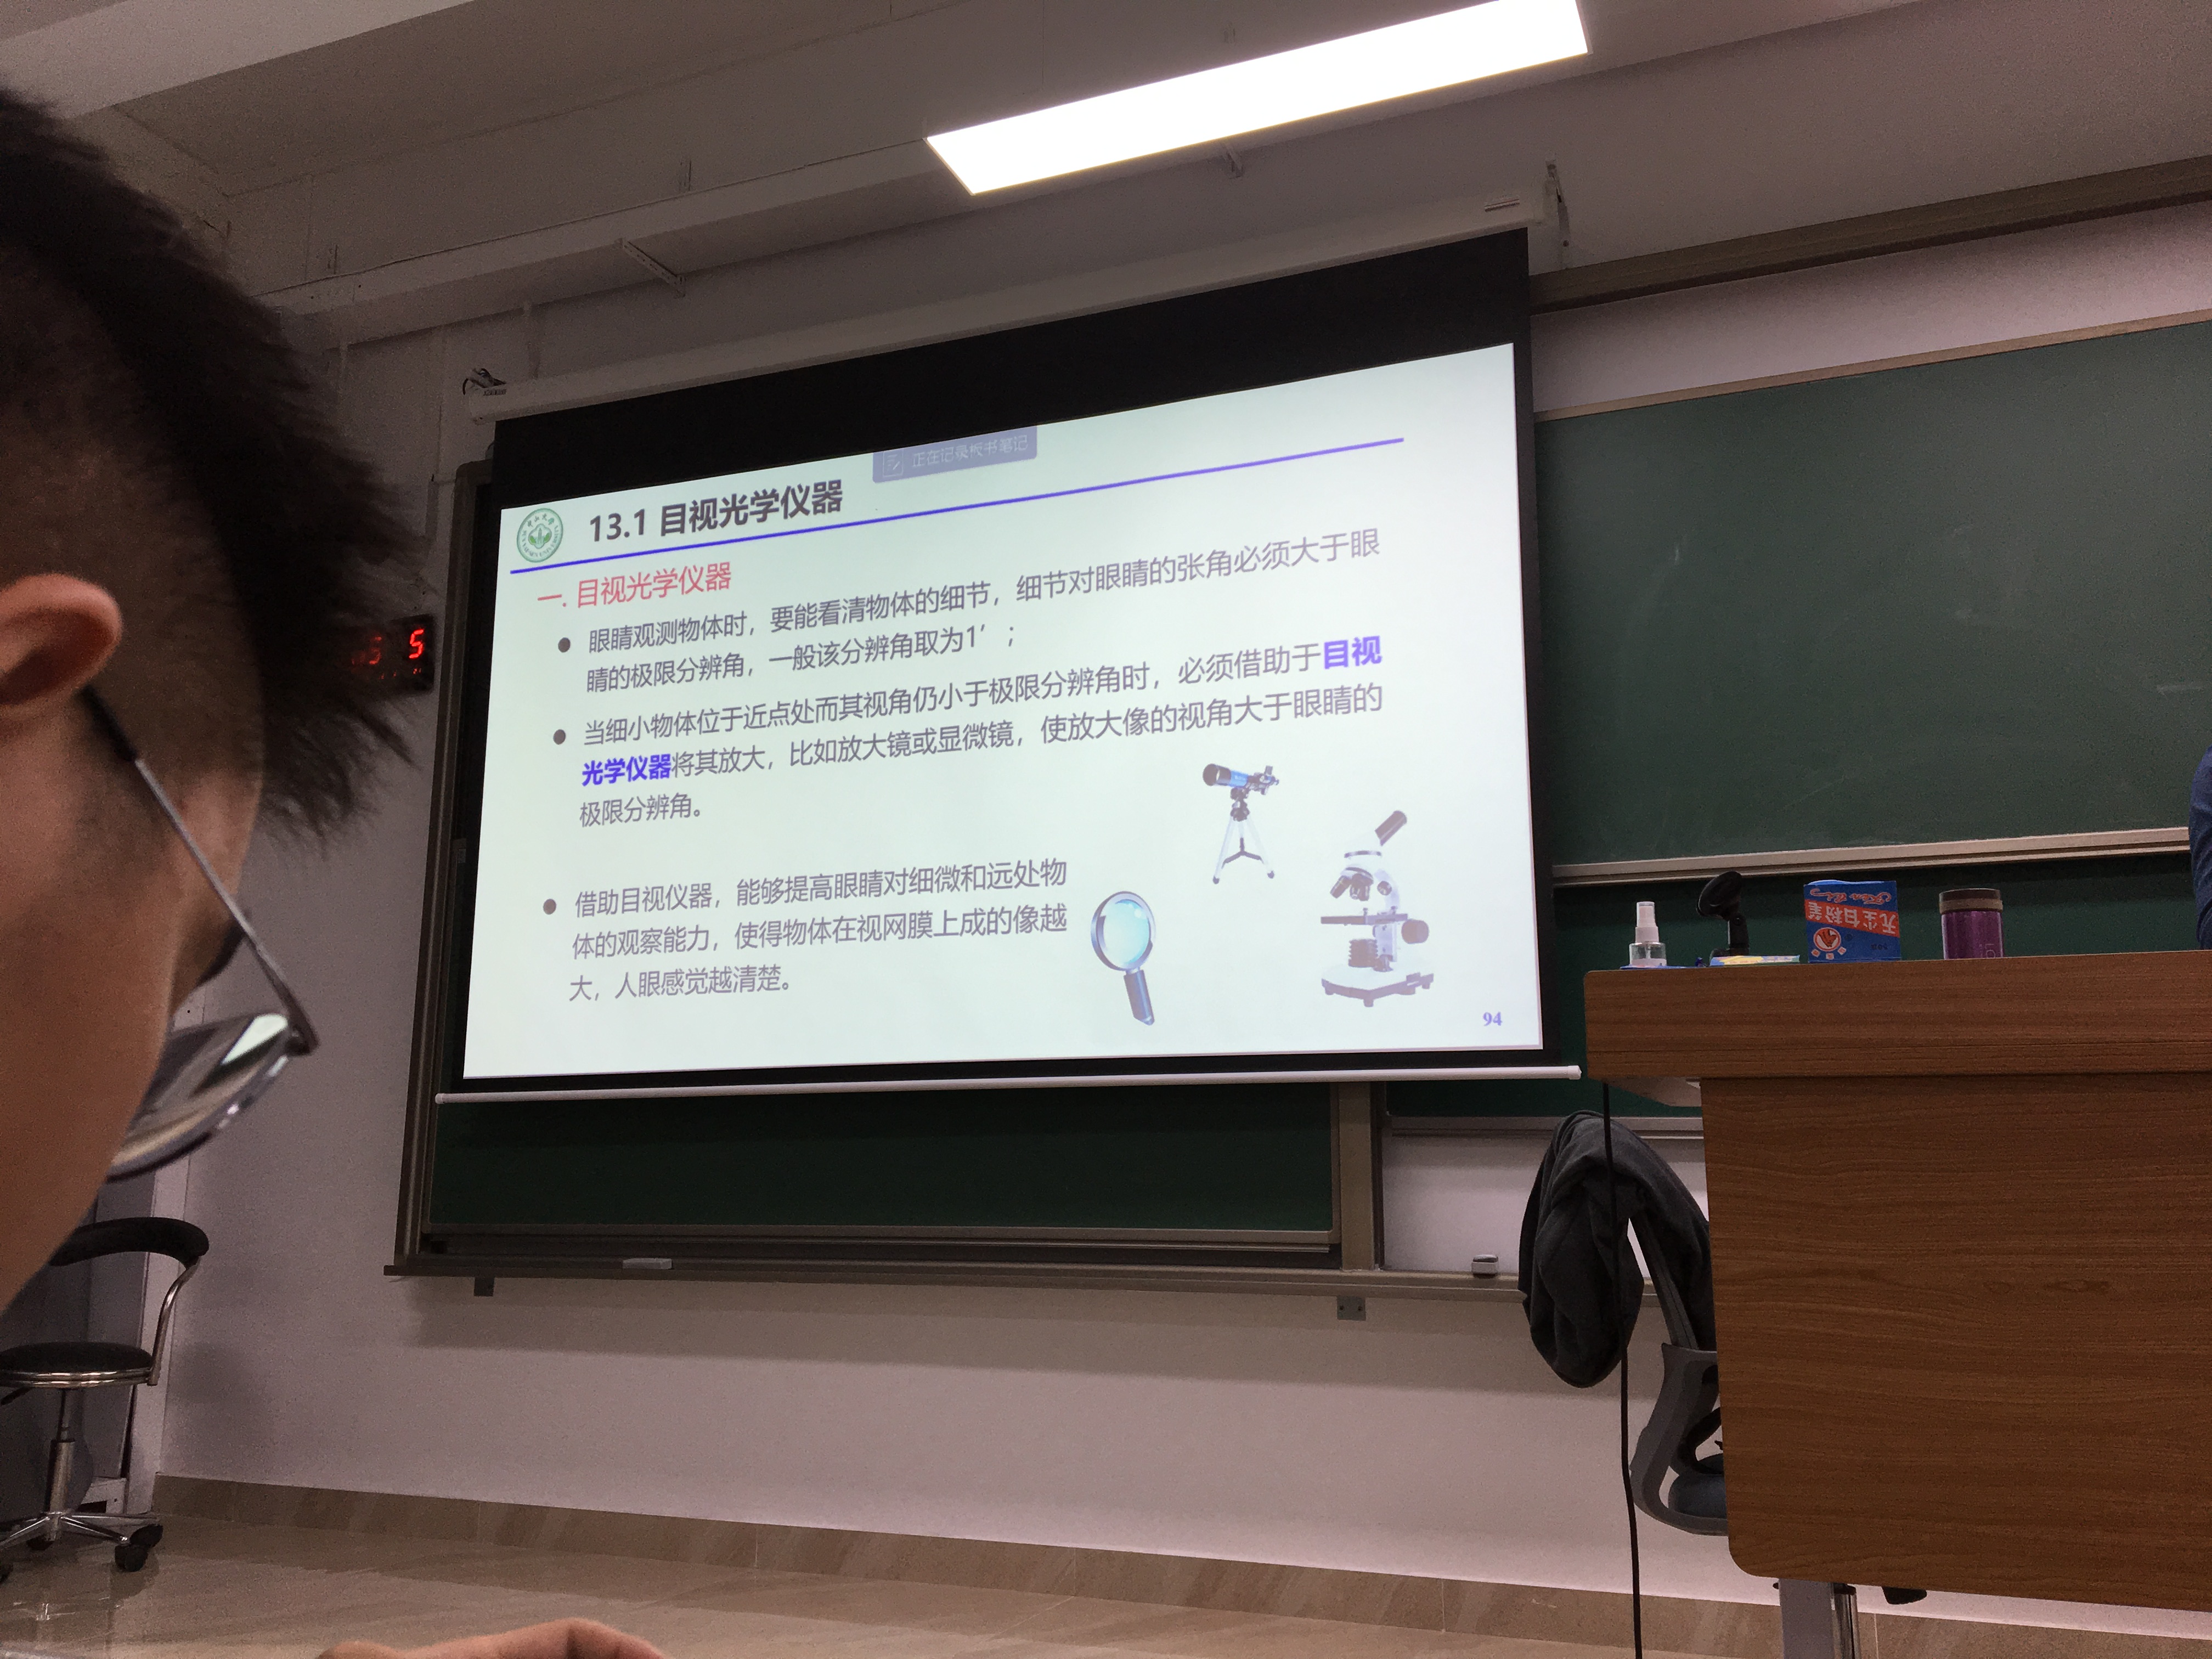 正在记录板书笔记
13.1 目视光学仪器
一. 目视光学仪器
眼睛观测物体时，要能看清物体的细节，细节对眼睛的张角必须大于眼
睛的极限分辨角，一般该分辨角取为1′；
当细小物体位于近点处而其视角仍小于极限分辨角时，必须借助于目视
光学仪器将其放大，比如放大镜或显微镜，使放大像的视角大于眼睛的
极限分辨角。
借助目视仪器，能够提高眼睛对细微和远处物
体的观察能力，使得物体在视网膜上成的像越
大，人眼感觉越清楚。
94
5
无尘白粉笔